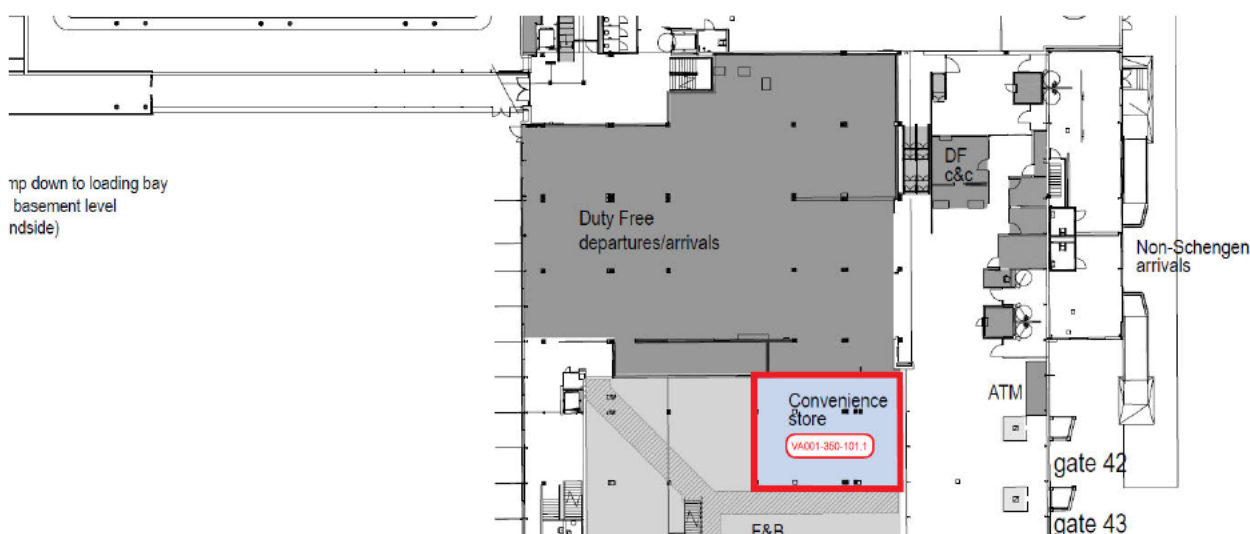 mp down to loading bay
basement level
ndside)
Duty Free
departures/arrivals
DF
c&c
Non-Schengen
arrivals
Convenience
store
VA001-350-101.1
ATM
gate 42
gate 43
F&B